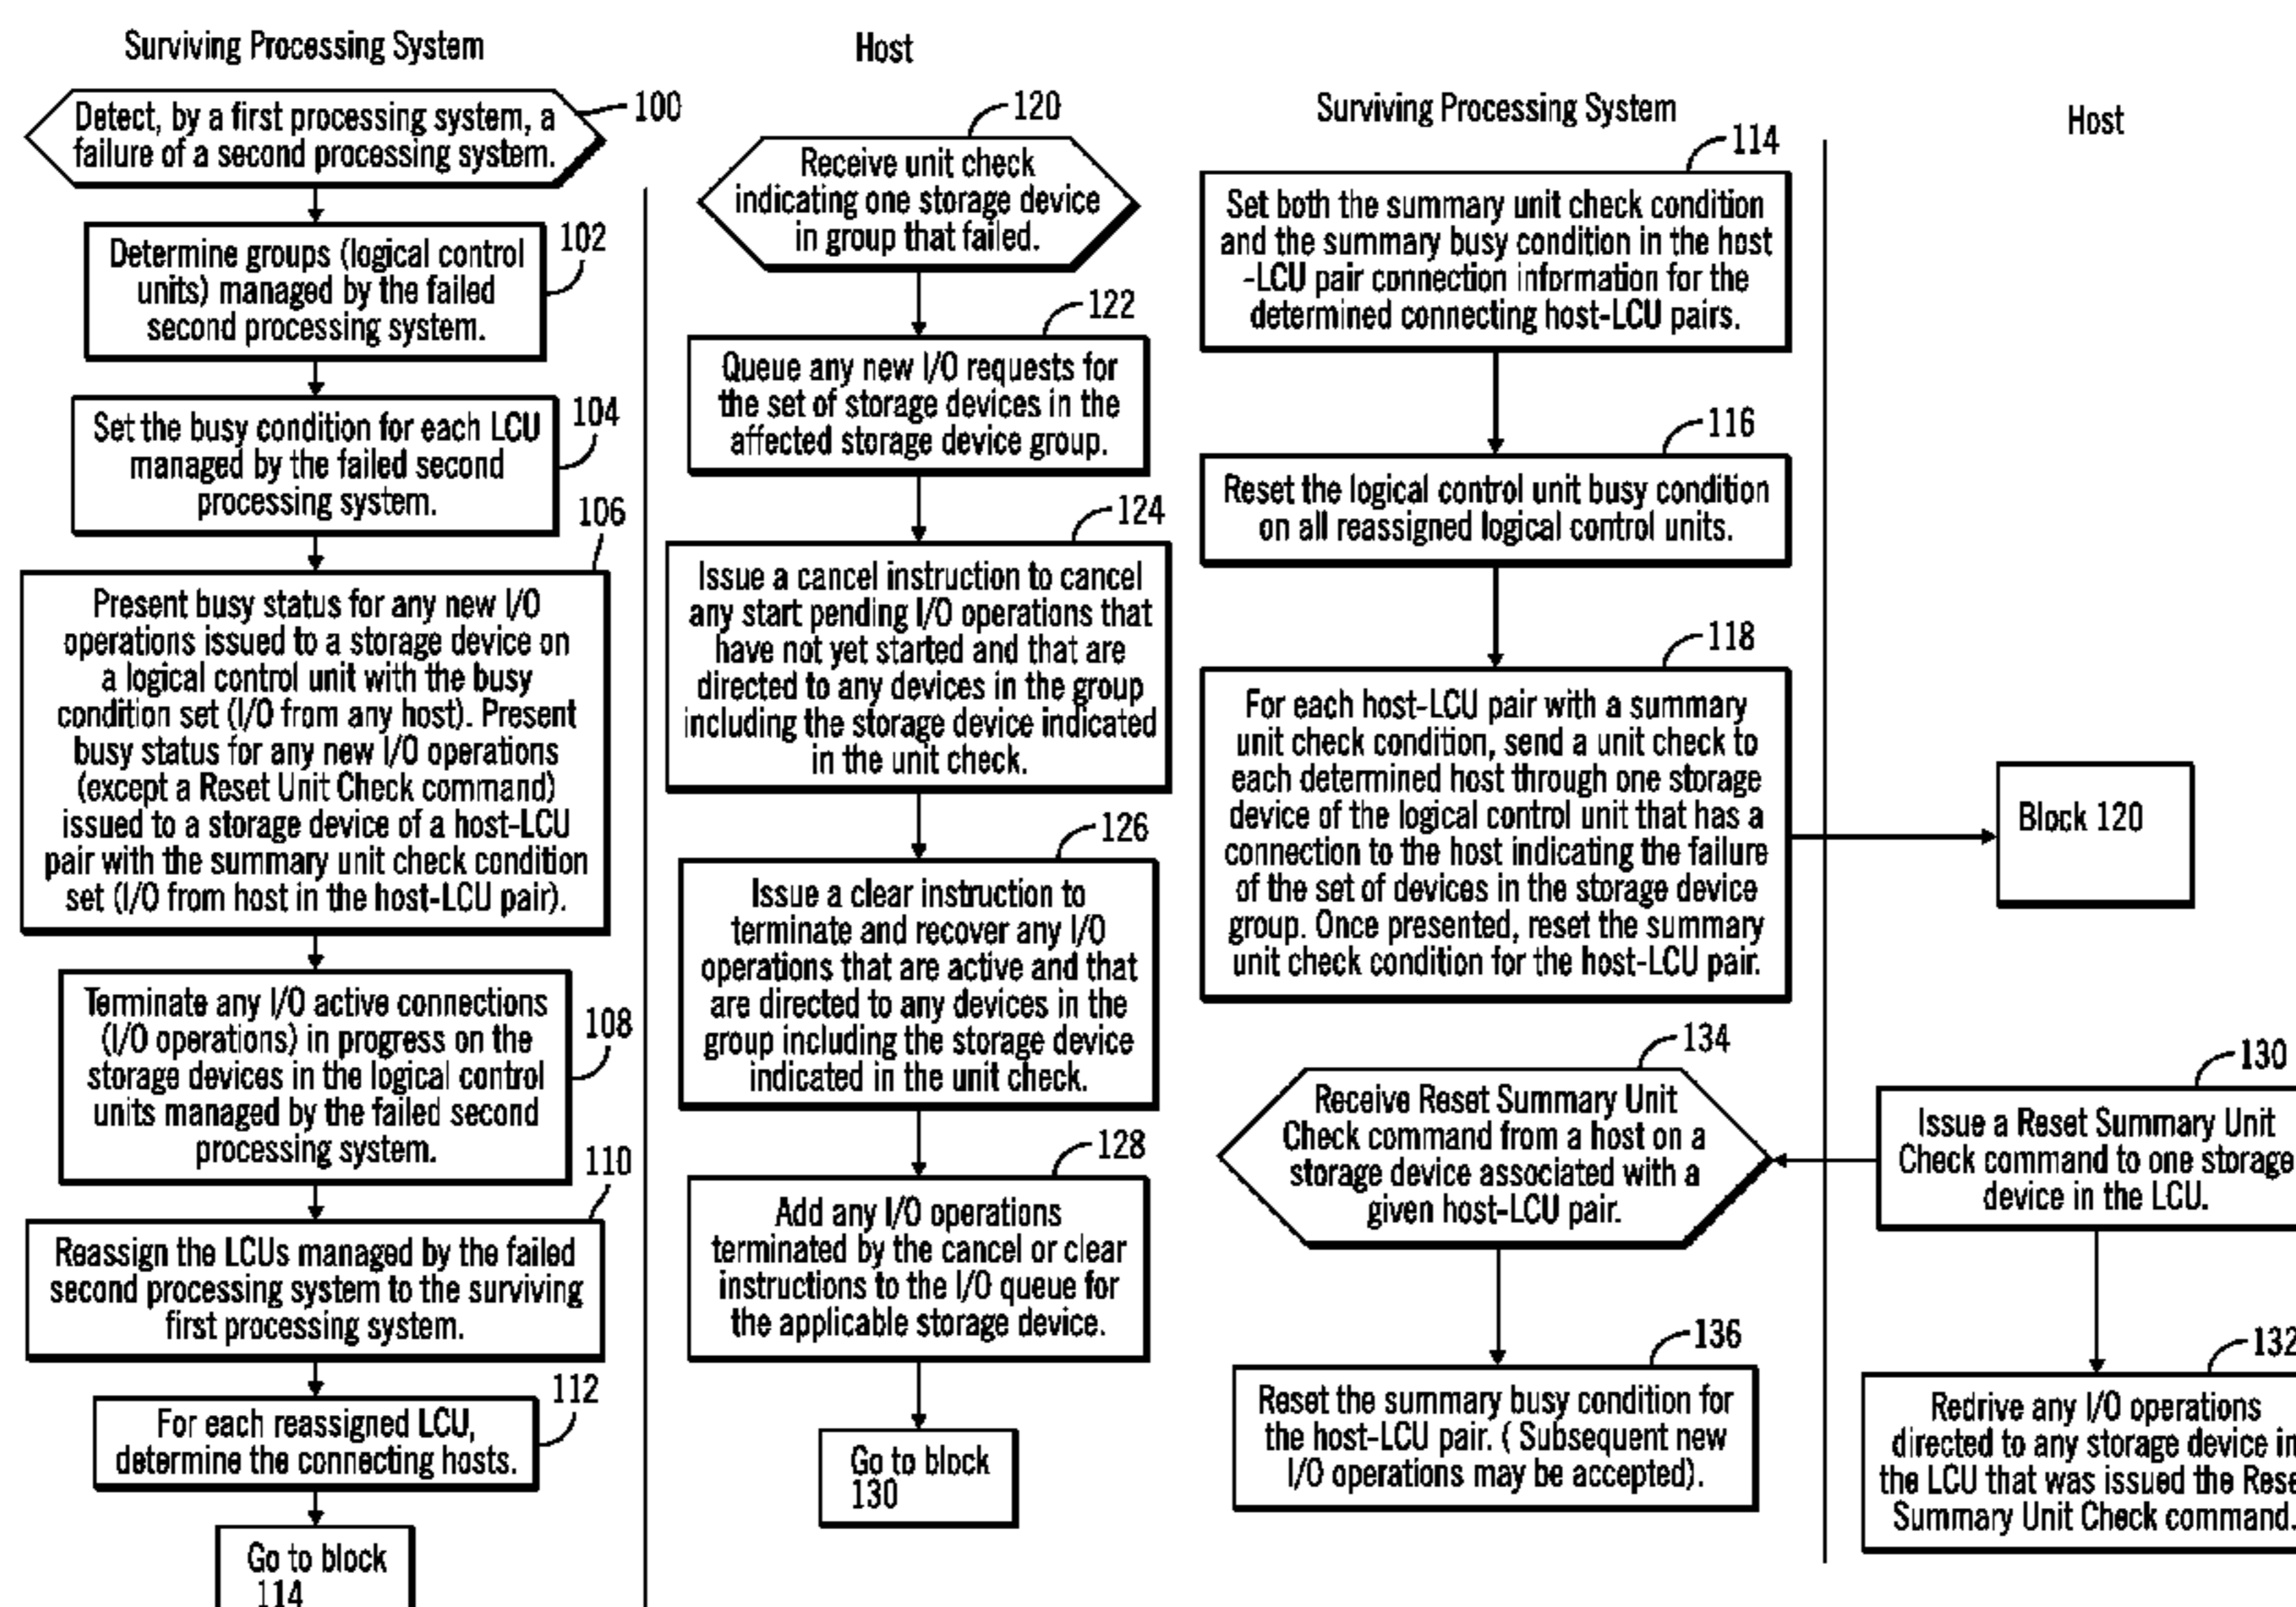 Surviving Processing System
100
Detect, by a first processing system, a
failure of a second processing system.
102
Determine groups (logical control
units) managed by the failed
second processing system.
104
Set the busy condition for each LCU
managed by the failed second
processing system.
106
Present busy status for any new I/O
operations issued to a storage device on
a logical control unit with the busy
condition set (I/O from any host). Present
busy status for any new I/O operations
(except a Reset Unit Check command)
issued to a storage device of a host-LCU
pair with the summary unit check condition
set (I/O from host in the host-LCU pair).
Terminate any I/O active connections
(I/O operations) in progress on the
storage devices in the logical control
units managed by the failed second
processing system.
108
110
Reassign the LCUs managed by the failed
second processing system to the surviving
first processing system.
112
For each reassigned LCU,
determine the connecting hosts.
Go to block
114
Host
120
Receive unit check
indicating one storage device
in group that failed.
122
Queue any new I/O requests for
the set of storage devices in the
affected storage device group.
124
Issue a cancel instruction to cancel
any start pending I/O operations that
have not yet started and that are
directed to any devices in the group
including the storage device indicated
in the unit check.
126
Issue a clear instruction to
terminate and recover any I/O
operations that are active and that
are directed to any devices in the
group including the storage device
indicated in the unit check.
128
Add any I/O operations
terminated by the cancel or clear
instructions to the I/O queue for
the applicable storage device.
Go to block
130
Surviving Processing System
114
Set both the summary unit check condition
and the summary busy condition in the host
-LCU pair connection information for the
determined connecting host-LCU pairs.
116
Reset the logical control unit busy condition
on all reassigned logical control units.
118
For each host-LCU pair with a summary
unit check condition, send a unit check to
each determined host through one storage
device of the logical control unit that has a
connection to the host indicating the failure
of the set of devices in the storage device
group. Once presented, reset the summary
unit check condition for the host-LCU pair.
134
Receive Reset Summary Unit
Check command from a host on a
storage device associated with a
given host-LCU pair.
136
Reset the summary busy condition for
the host-LCU pair. ( Subsequent new
I/O operations may be accepted).
Host
Block 120
130
Issue a Reset Summary Unit
Check command to one storage
device in the LCU.
132
Redrive any I/O operations
directed to any storage device in
the LCU that was issued the Rese
Summary Unit Check command.